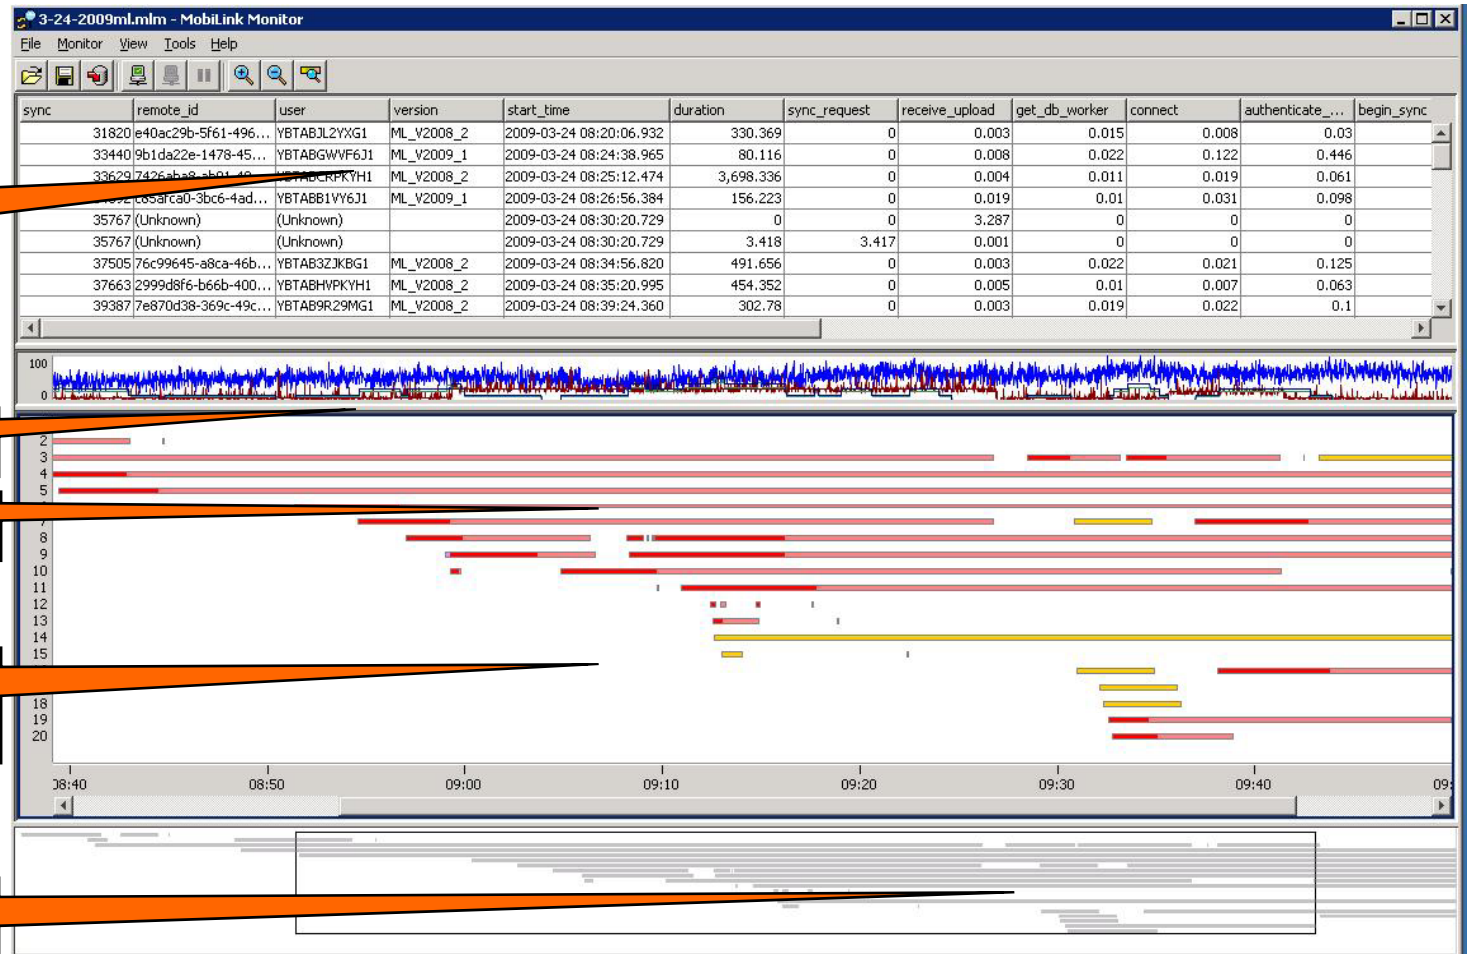 3-24-2009ml.mlm - MobiLink Monitor
File Monitor View Tools Help
sync remote_id user version start_time duration sync_request receive_upload get_db_worker connect authenticate_... begin_sync
31820 e40ac29b-5f61-496... YBTABJL2YXG1 ML_V2008_2 2009-03-24 08:20:06.932 330.369 0 0.003 0.015 0.008 0.03
33440 9b1da22e-1478-45... YBTABGWVF6J1 ML_V2009_1 2009-03-24 08:24:38.965 80.116 0 0.008 0.022 0.122 0.446
33629 ML_V2008_2 2009-03-24 08:25:12.474 3,698.336 0 0.004 0.011 0.019 0.061
YBTABB1VY6J1 ML_V2009_1 2009-03-24 08:26:56.384 156.223 0 0.019 0.01 0.031 0.098
35767 (Unknown) (Unknown) 2009-03-24 08:30:20.729 0 0 3.287 0 0 0
35767 (Unknown) (Unknown) 2009-03-24 08:30:20.729 3.418 3.417 0.001 0 0 0
37505 76c99645-a8ca-46b... YBTAB3ZJKBG1 ML_V2008_2 2009-03-24 08:34:56.820 491.656 0 0.003 0.022 0.021 0.125
37663 2999d8f6-b66b-400... YBTABHVPKYH1 ML_V2008_2 2009-03-24 08:35:20.995 454.352 0 0.005 0.01 0.007 0.063
39387 7e870d38-369c-49c... YBTAB9R29MG1 ML_V2008_2 2009-03-24 08:39:24.360 302.78 0 0.003 0.019 0.022 0.1
100
0
2
3
4
5
7
8
9
10
11
12
13
14
15
18
19
20
08:40 08:50 09:00 09:10 09:20 09:30 09:40 09: